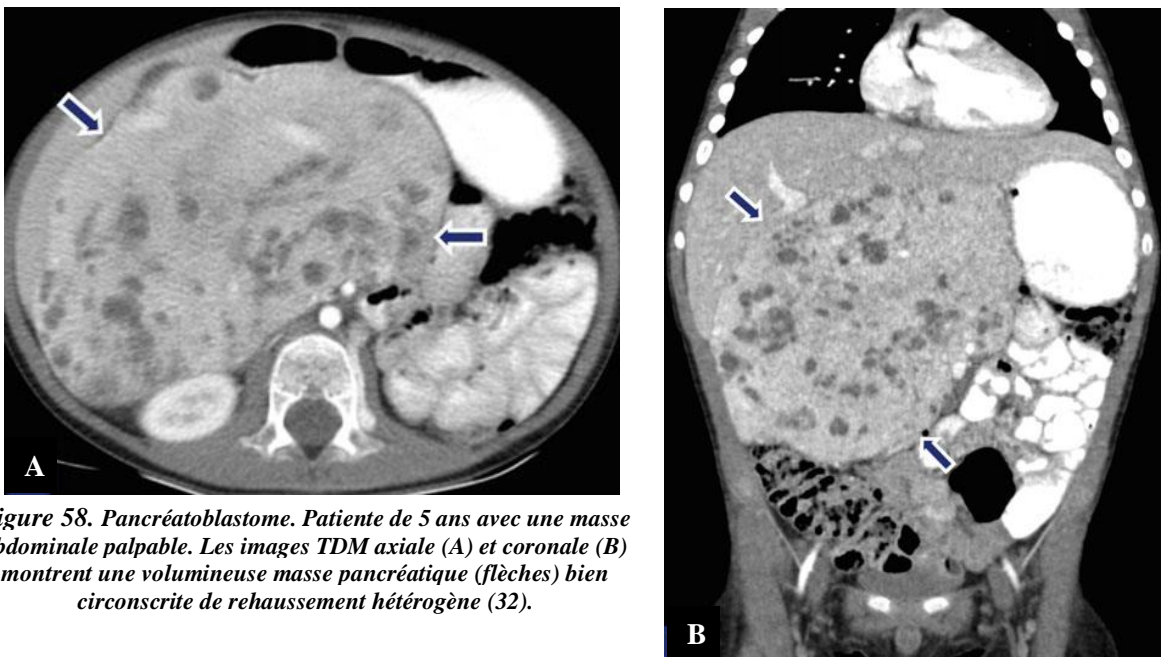 A
B
igure 58. Pancréatoblastome. Patiente de 5 ans avec une masse
bdominale palpable. Les images TDM axiale (A) et coronale (B)
montrent une volumineuse masse pancréatique (flèches) bien
circonscrite de rehaussement hétérogène (32).